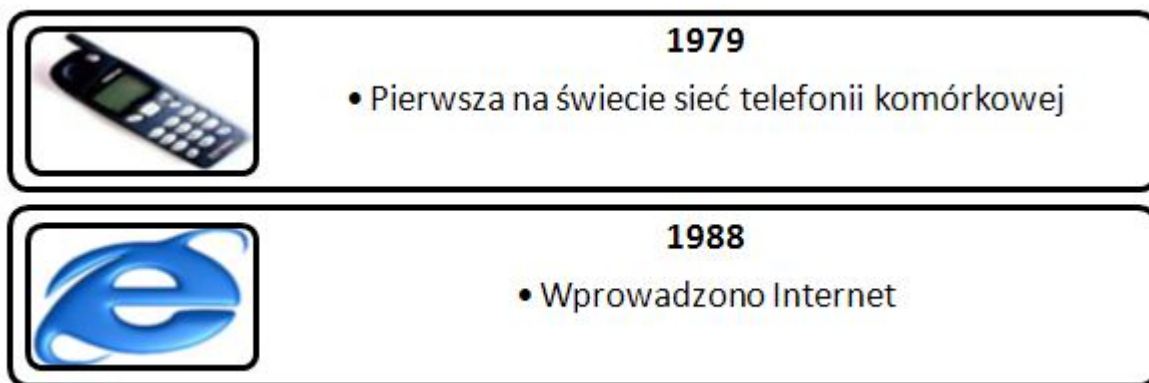 1979
• Pierwsza na świecie sieć telefonii komórkowej
1988
• Wprowadzono Internet